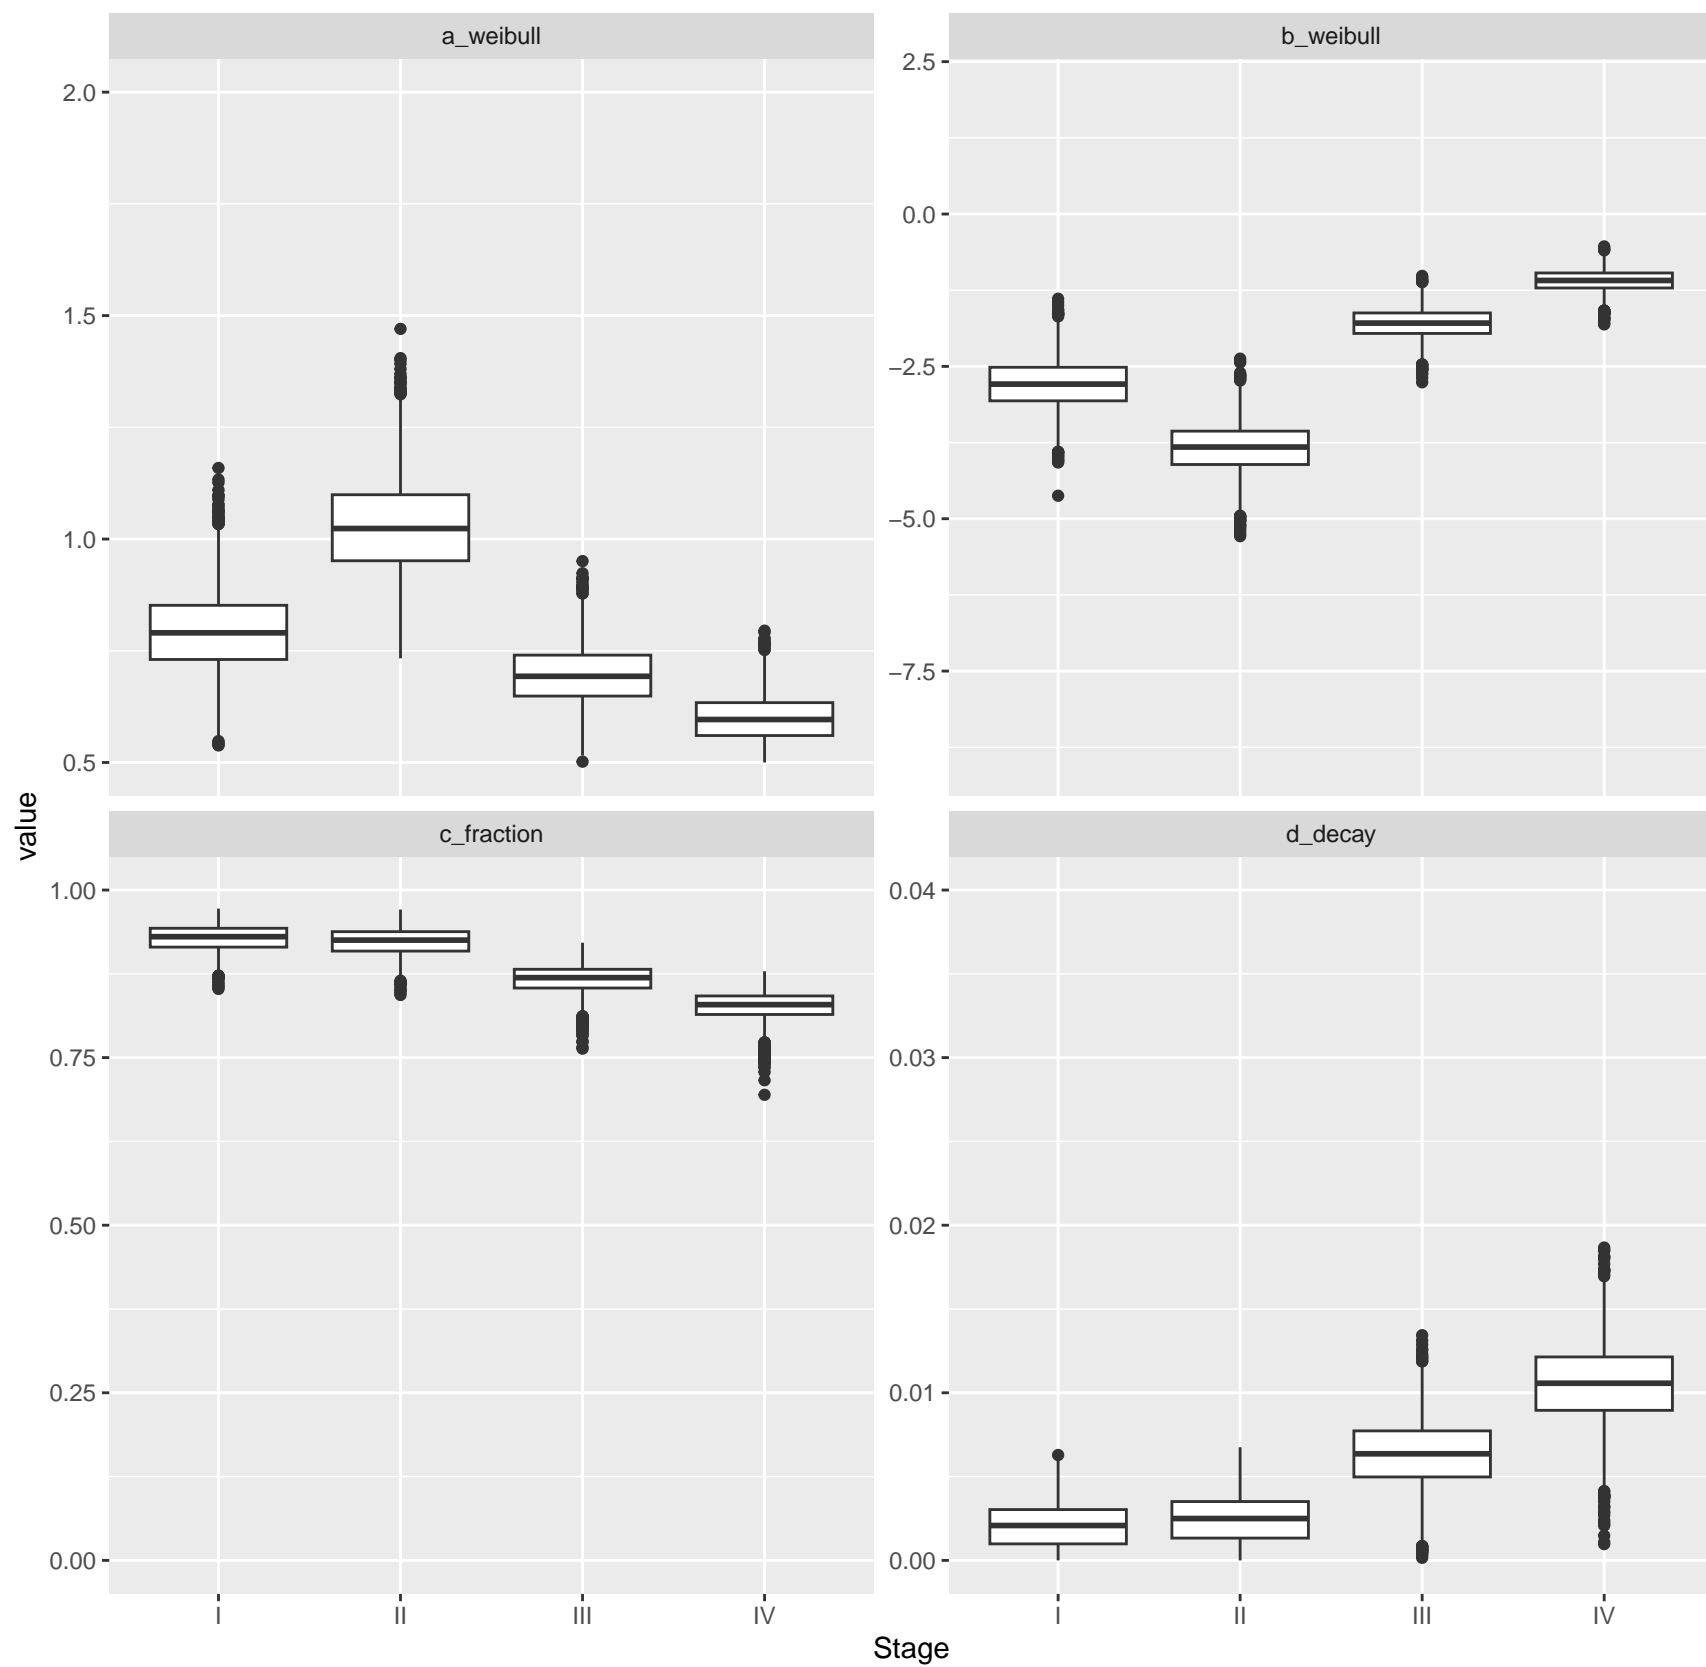 a_weibull
b_weibull
2.0
1.5
1.0
0.5
2.5
0.0
−2.5
−5.0
−7.5
value
c_fraction
d_decay
1.00
0.75
0.50
0.25
0.00
0.04
0.03
0.02
0.01
0.00
I II III IV
I II III IV
Stage